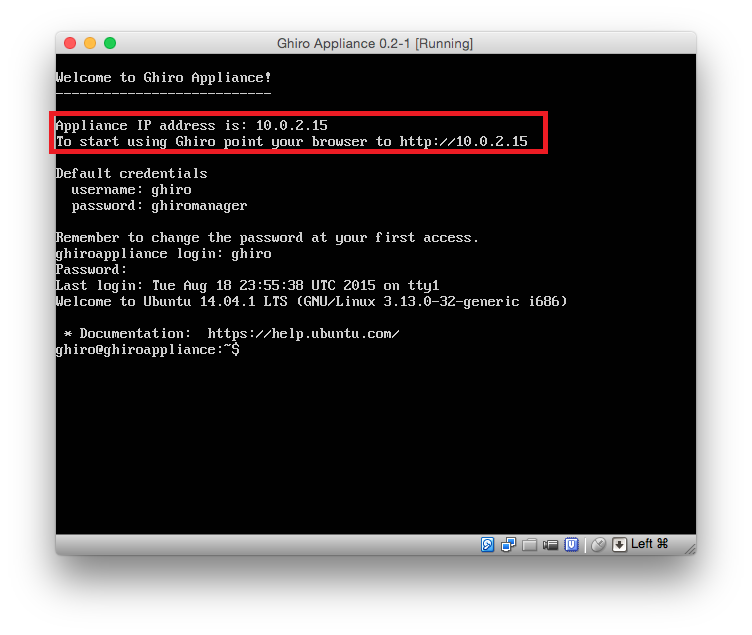 Ghiro Appliance 0.2-1 [Running]
Welcome to Ghiro Appliance!
---------------------------
Appliance IP address is: 10.0.2.15
To start using Ghiro point your browser to http://10.0.2.15
Default credentials
username: ghiro
password: ghiromanager
Remember to change the password at your first access.
ghiroappliance login: ghiro
Password:
Last login: Tue Aug 18 23:55:38 UTC 2015 on tty1
Welcome to Ubuntu 14.04.1 LTS (GNU/Linux 3.13.0-32-generic i686)
* Documentation:  https://help.ubuntu.com/
ghiro@ghiroappliance:~$
Left ⌘